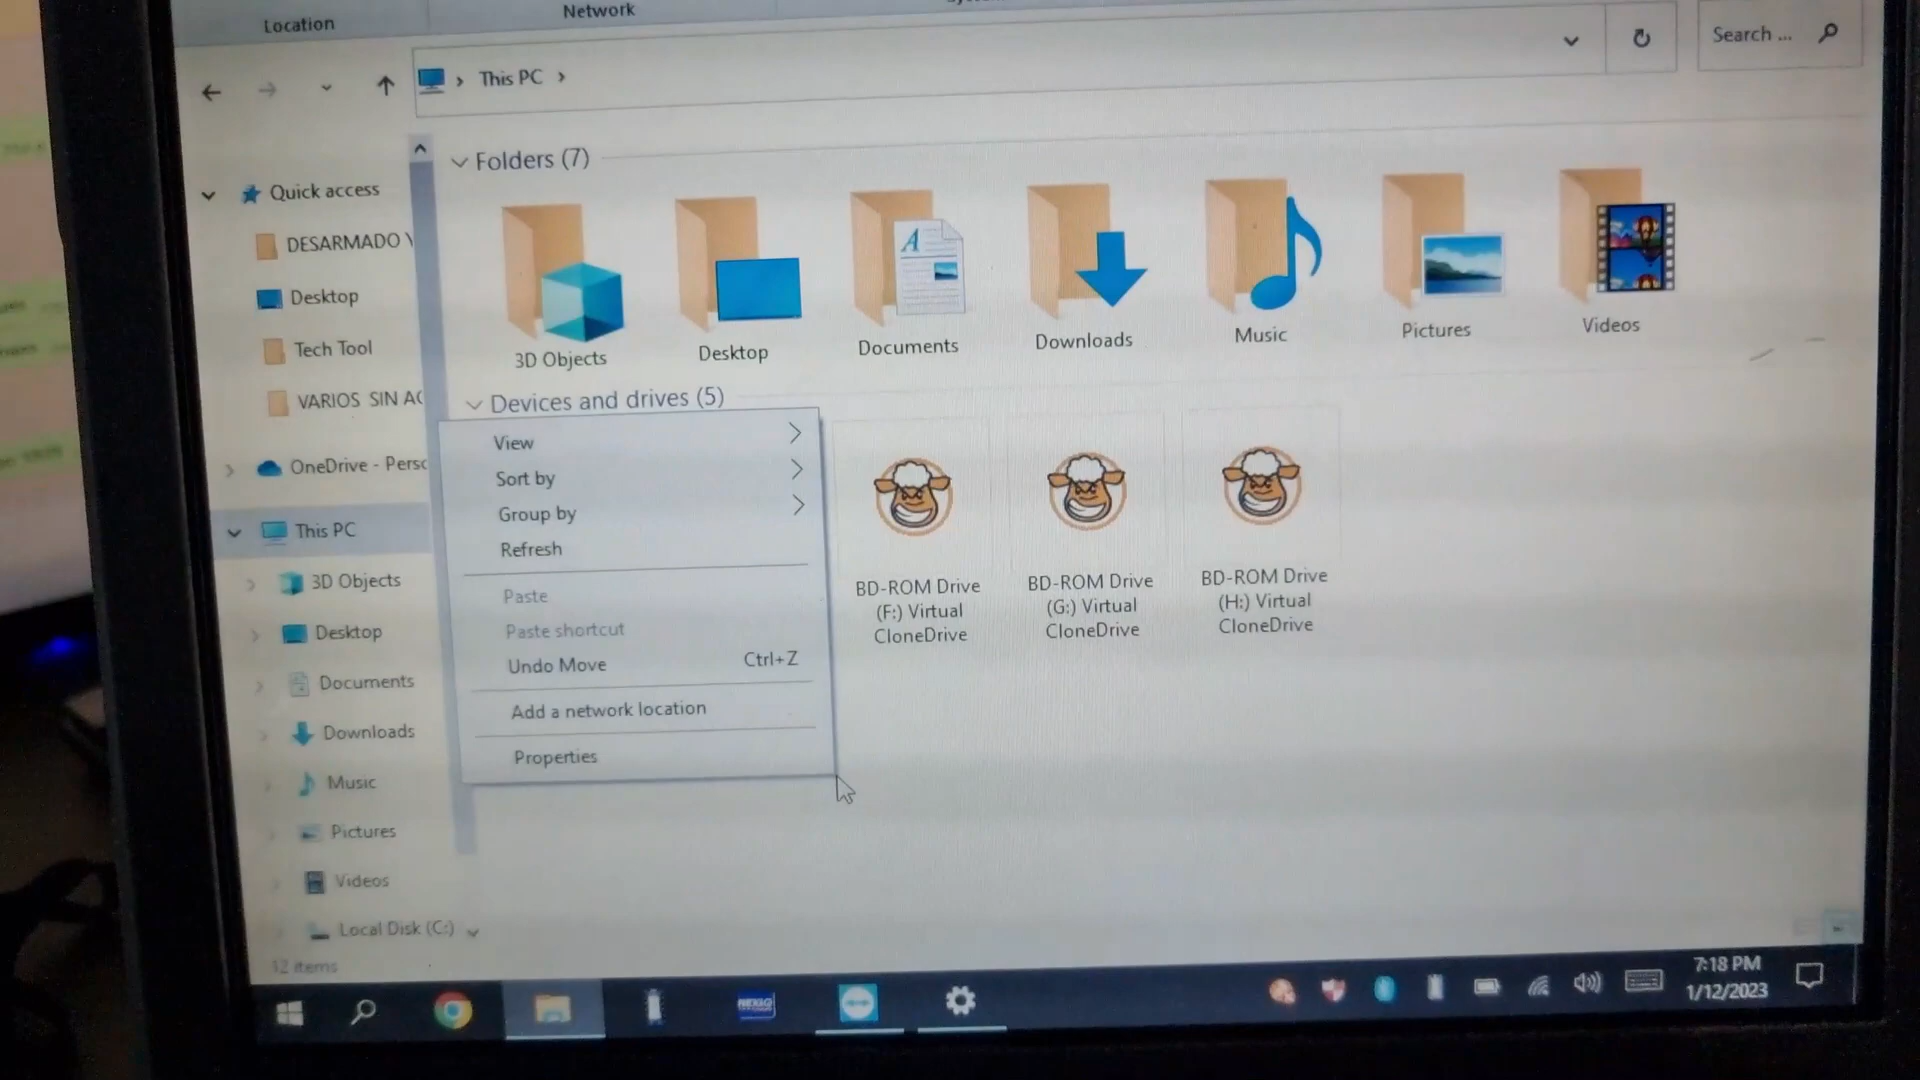 Location
Network
This PC
Search ...
Quick access
DESARMADO
Desktop
Tech Tool
VARIOS SIN AC
OneDrive - Perso
This PC
3D Objects
Desktop
Documents
Downloads
Music
Pictures
Videos
Local Disk (C:)
12 items
Folders (7)
3D Objects
Desktop
Documents
Downloads
Music
Pictures
Videos
Devices and drives (5)
View
Sort by
Group by
Refresh
Paste
Paste shortcut
Undo Move Ctrl+Z
Add a network location
Properties
BD-ROM Drive
(F:) Virtual
CloneDrive
BD-ROM Drive
(G:) Virtual
CloneDrive
BD-ROM Drive
(H:) Virtual
CloneDrive
7:18 PM
1/12/2023